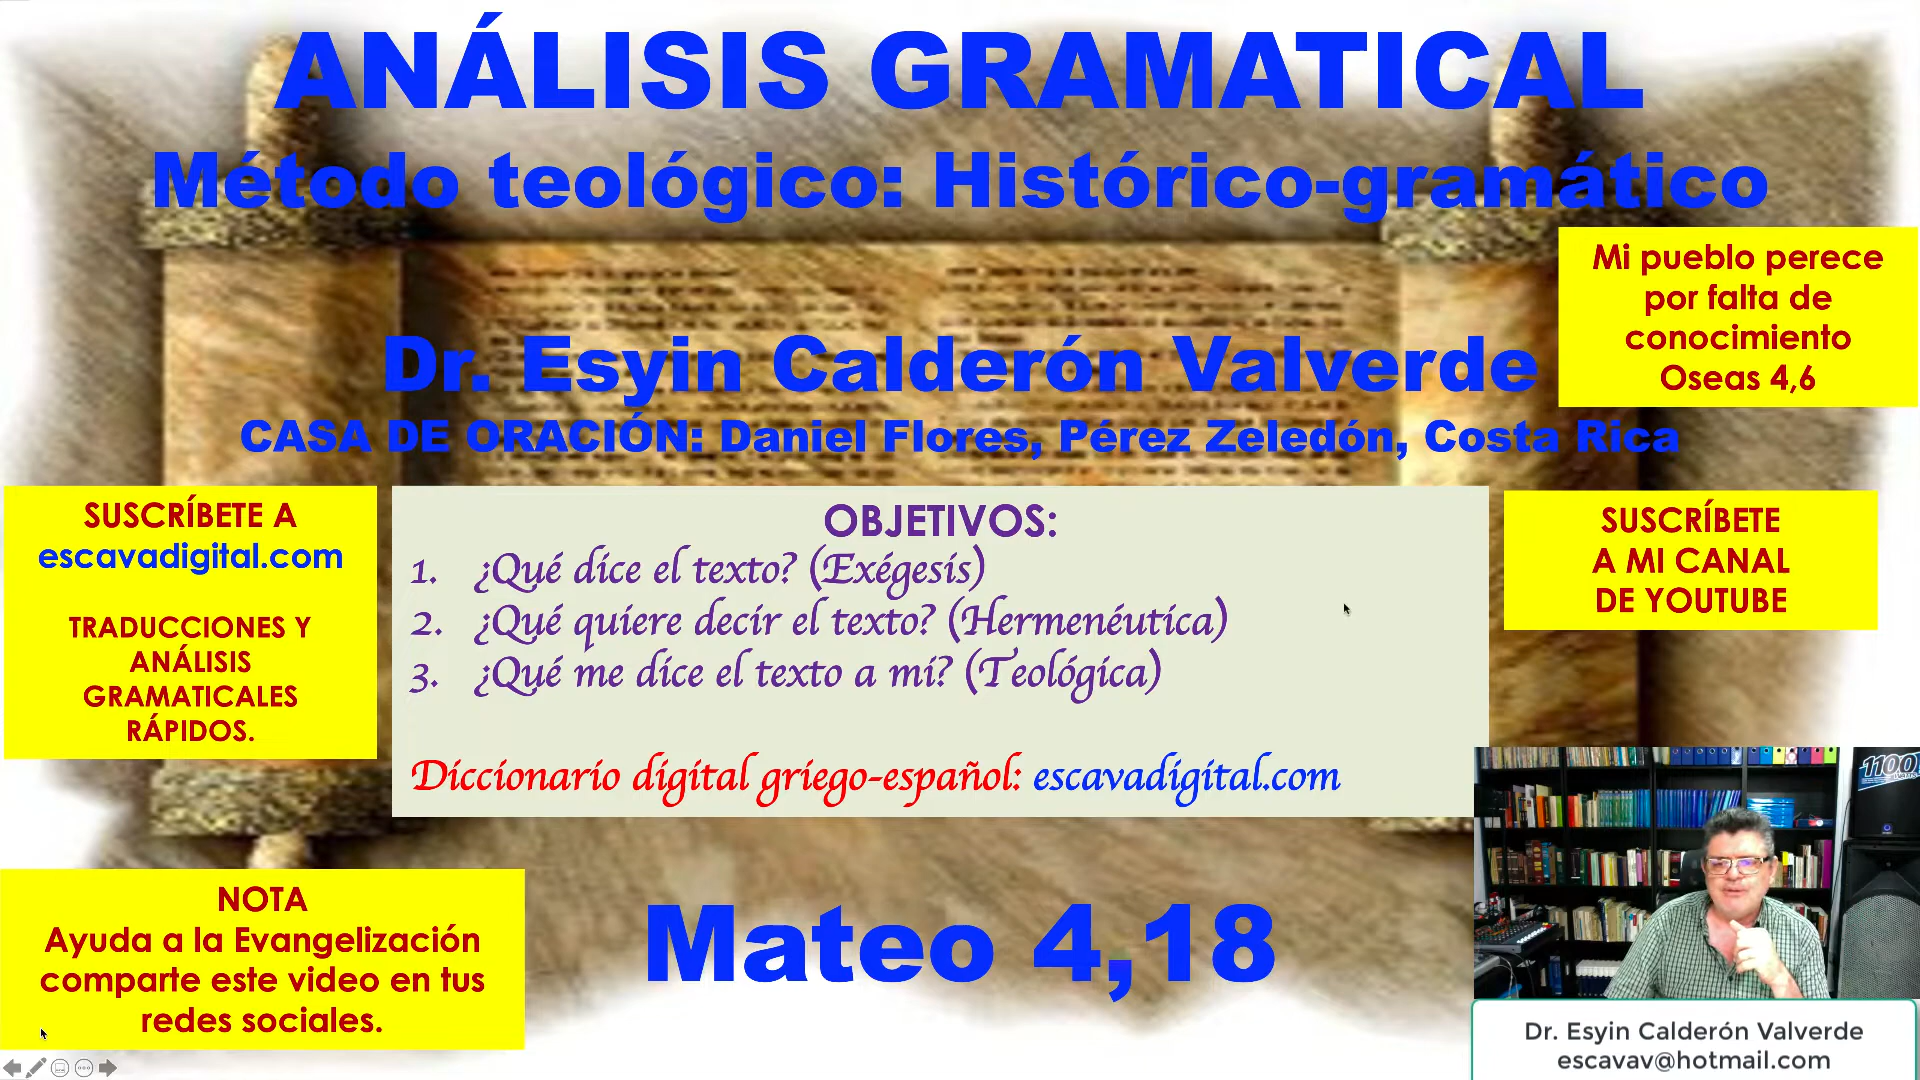 ANÁLISIS GRAMATICAL
Método teológico: Histórico-gramático
Mi pueblo perece
por falta de
conocimiento
Oseas 4,6
Dr. Esyin Calderón Valverde
CASA DE ORACIÓN: Daniel Flores, Pérez Zeledón, Costa Rica
SUSCRÍBETE A
escavadigital.com
TRADUCCIONES Y
ANÁLISIS
GRAMATICALES
RÁPIDOS.
OBJETIVOS:
1. ¿Qué dice el texto? (Exégesis)
2. ¿Qué quiere decir el texto? (Hermenéutica)
3. ¿Qué me dice el texto a mi? (Teológica)
Diccionario digital griego-español: escavadigital.com
SUSCRÍBETE
A MI CANAL
DE YOUTUBE
1100
NOTA
Ayuda a la Evangelización
comparte este video en tus
redes sociales.
Mateo 4,18
Dr. Esyin Calderón Valverde
escavav@hotmail.com